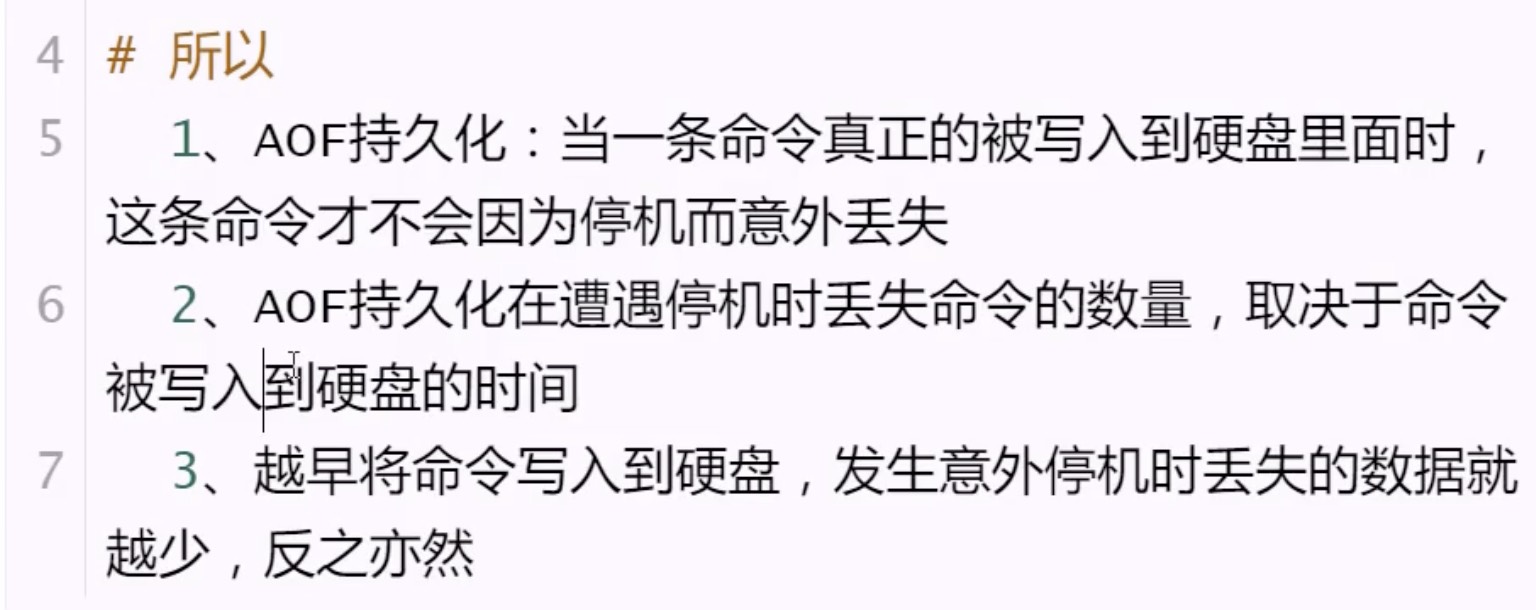 4 # 所以
5 1、AOF持久化：当一条命令真正的被写入到硬盘里面时，
这条命令才不会因为停机而意外丢失
6 2、AOF持久化在遭遇停机时丢失命令的数量，取决于命令
被写入到硬盘的时间
7 3、越早将命令写入到硬盘，发生意外停机时丢失的数据就
越少，反之亦然